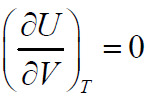 (∂U/∂V)_T = 0